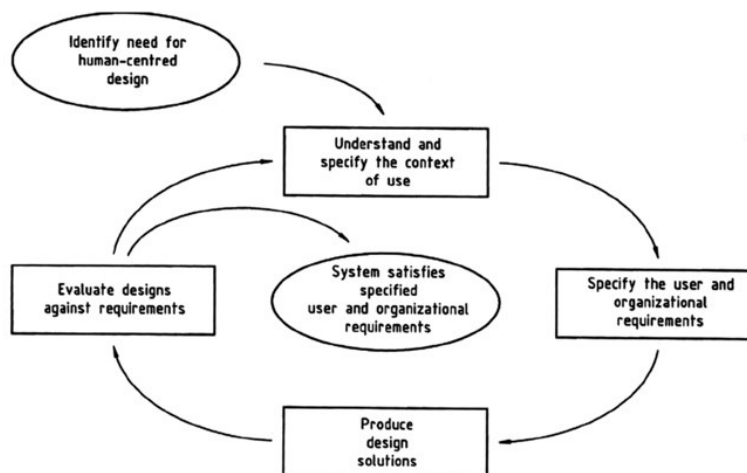 Identify need for
human-centred
design
Understand and
specify the context
of use
Evaluate designs
against requirements
System satisfies
specified
user and organizational
requirements
Specify the user and
organizational
requirements
Produce
design
solutions